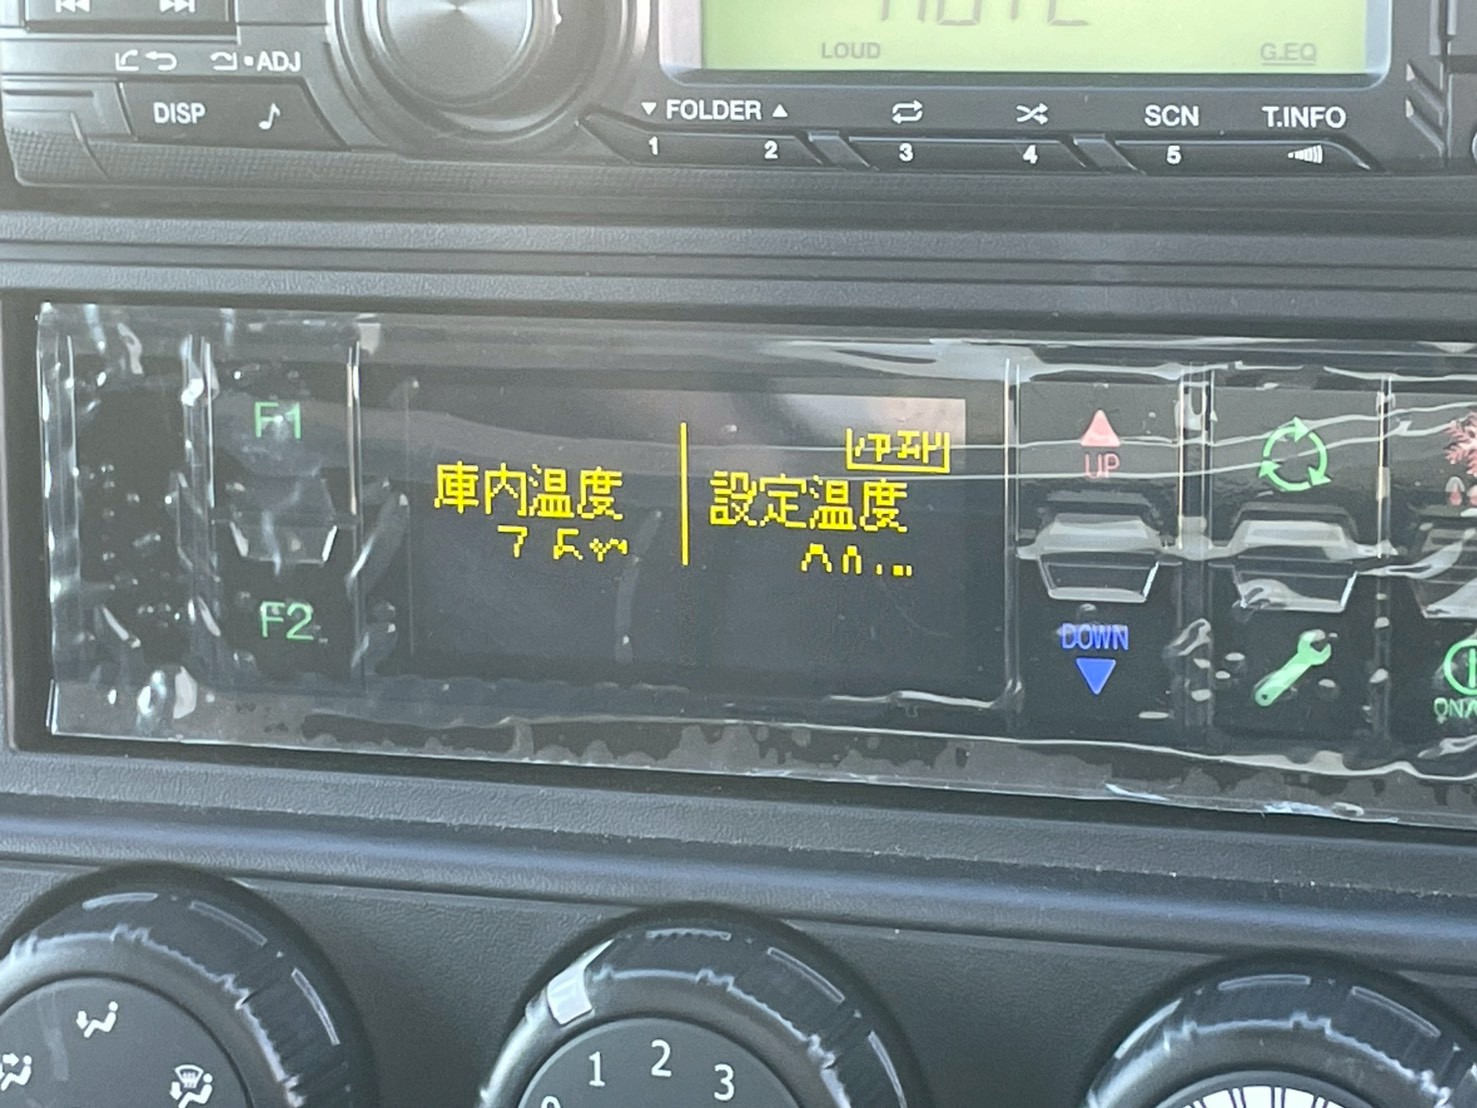 LOUD
G.EQ
ADJ
DISP
FOLDER
SCN
T.INFO
1
2
3
4
5
F1
F2
庫内温度
設定温度
UP
DOWN
1
2
3